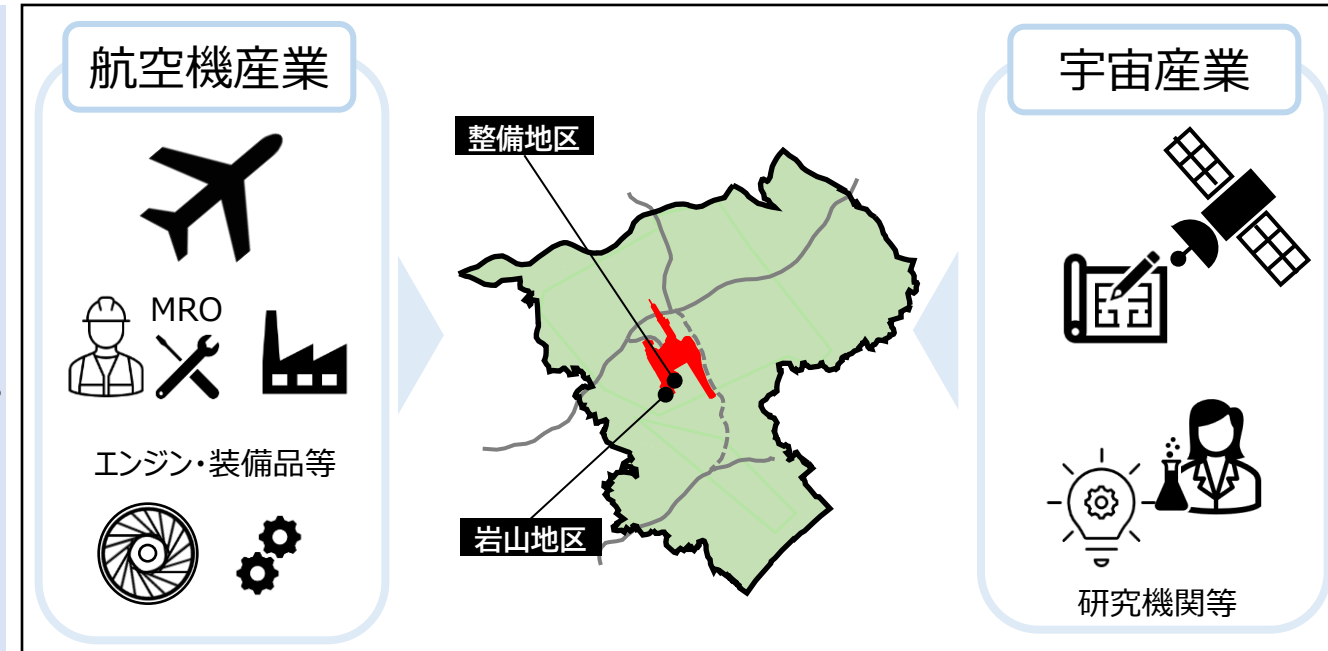 航空機産業
MRO
エンジン・装備品等
整備地区
岩山地区
宇宙産業
研究機関等